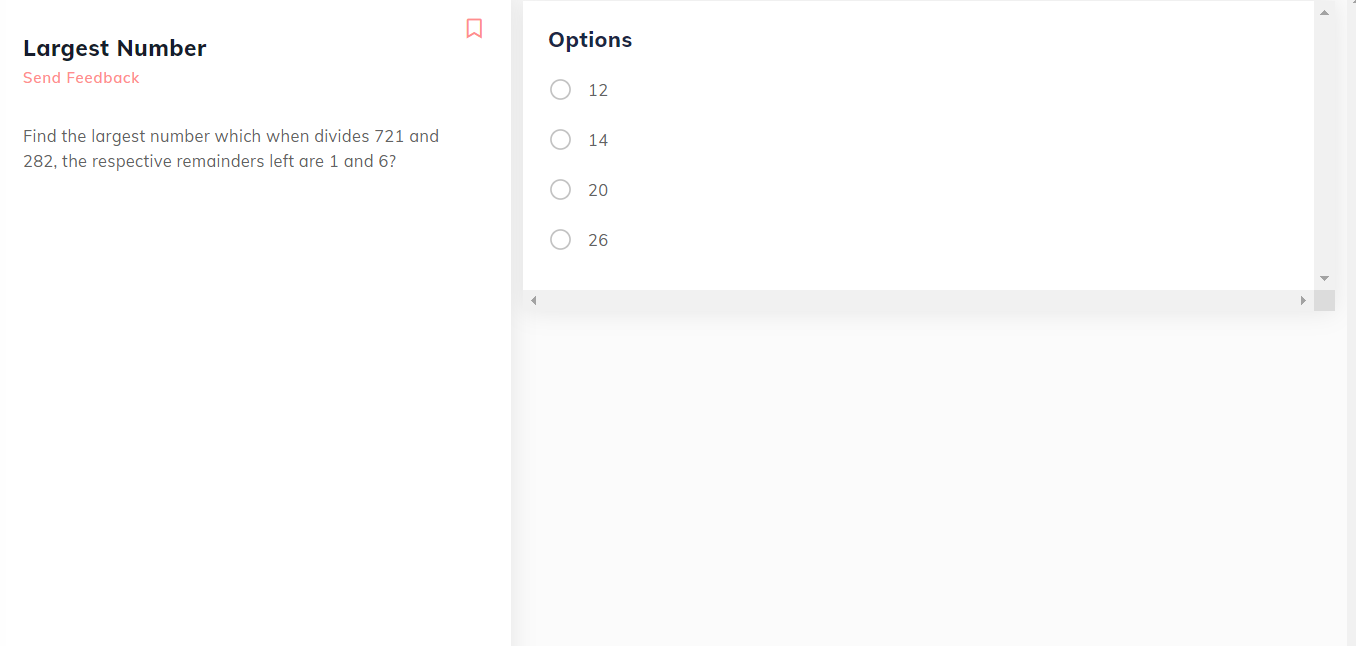 Largest Number
Send Feedback
Find the largest number which when divides 721 and
282, the respective remainders left are 1 and 6?
Options
12
14
20
26